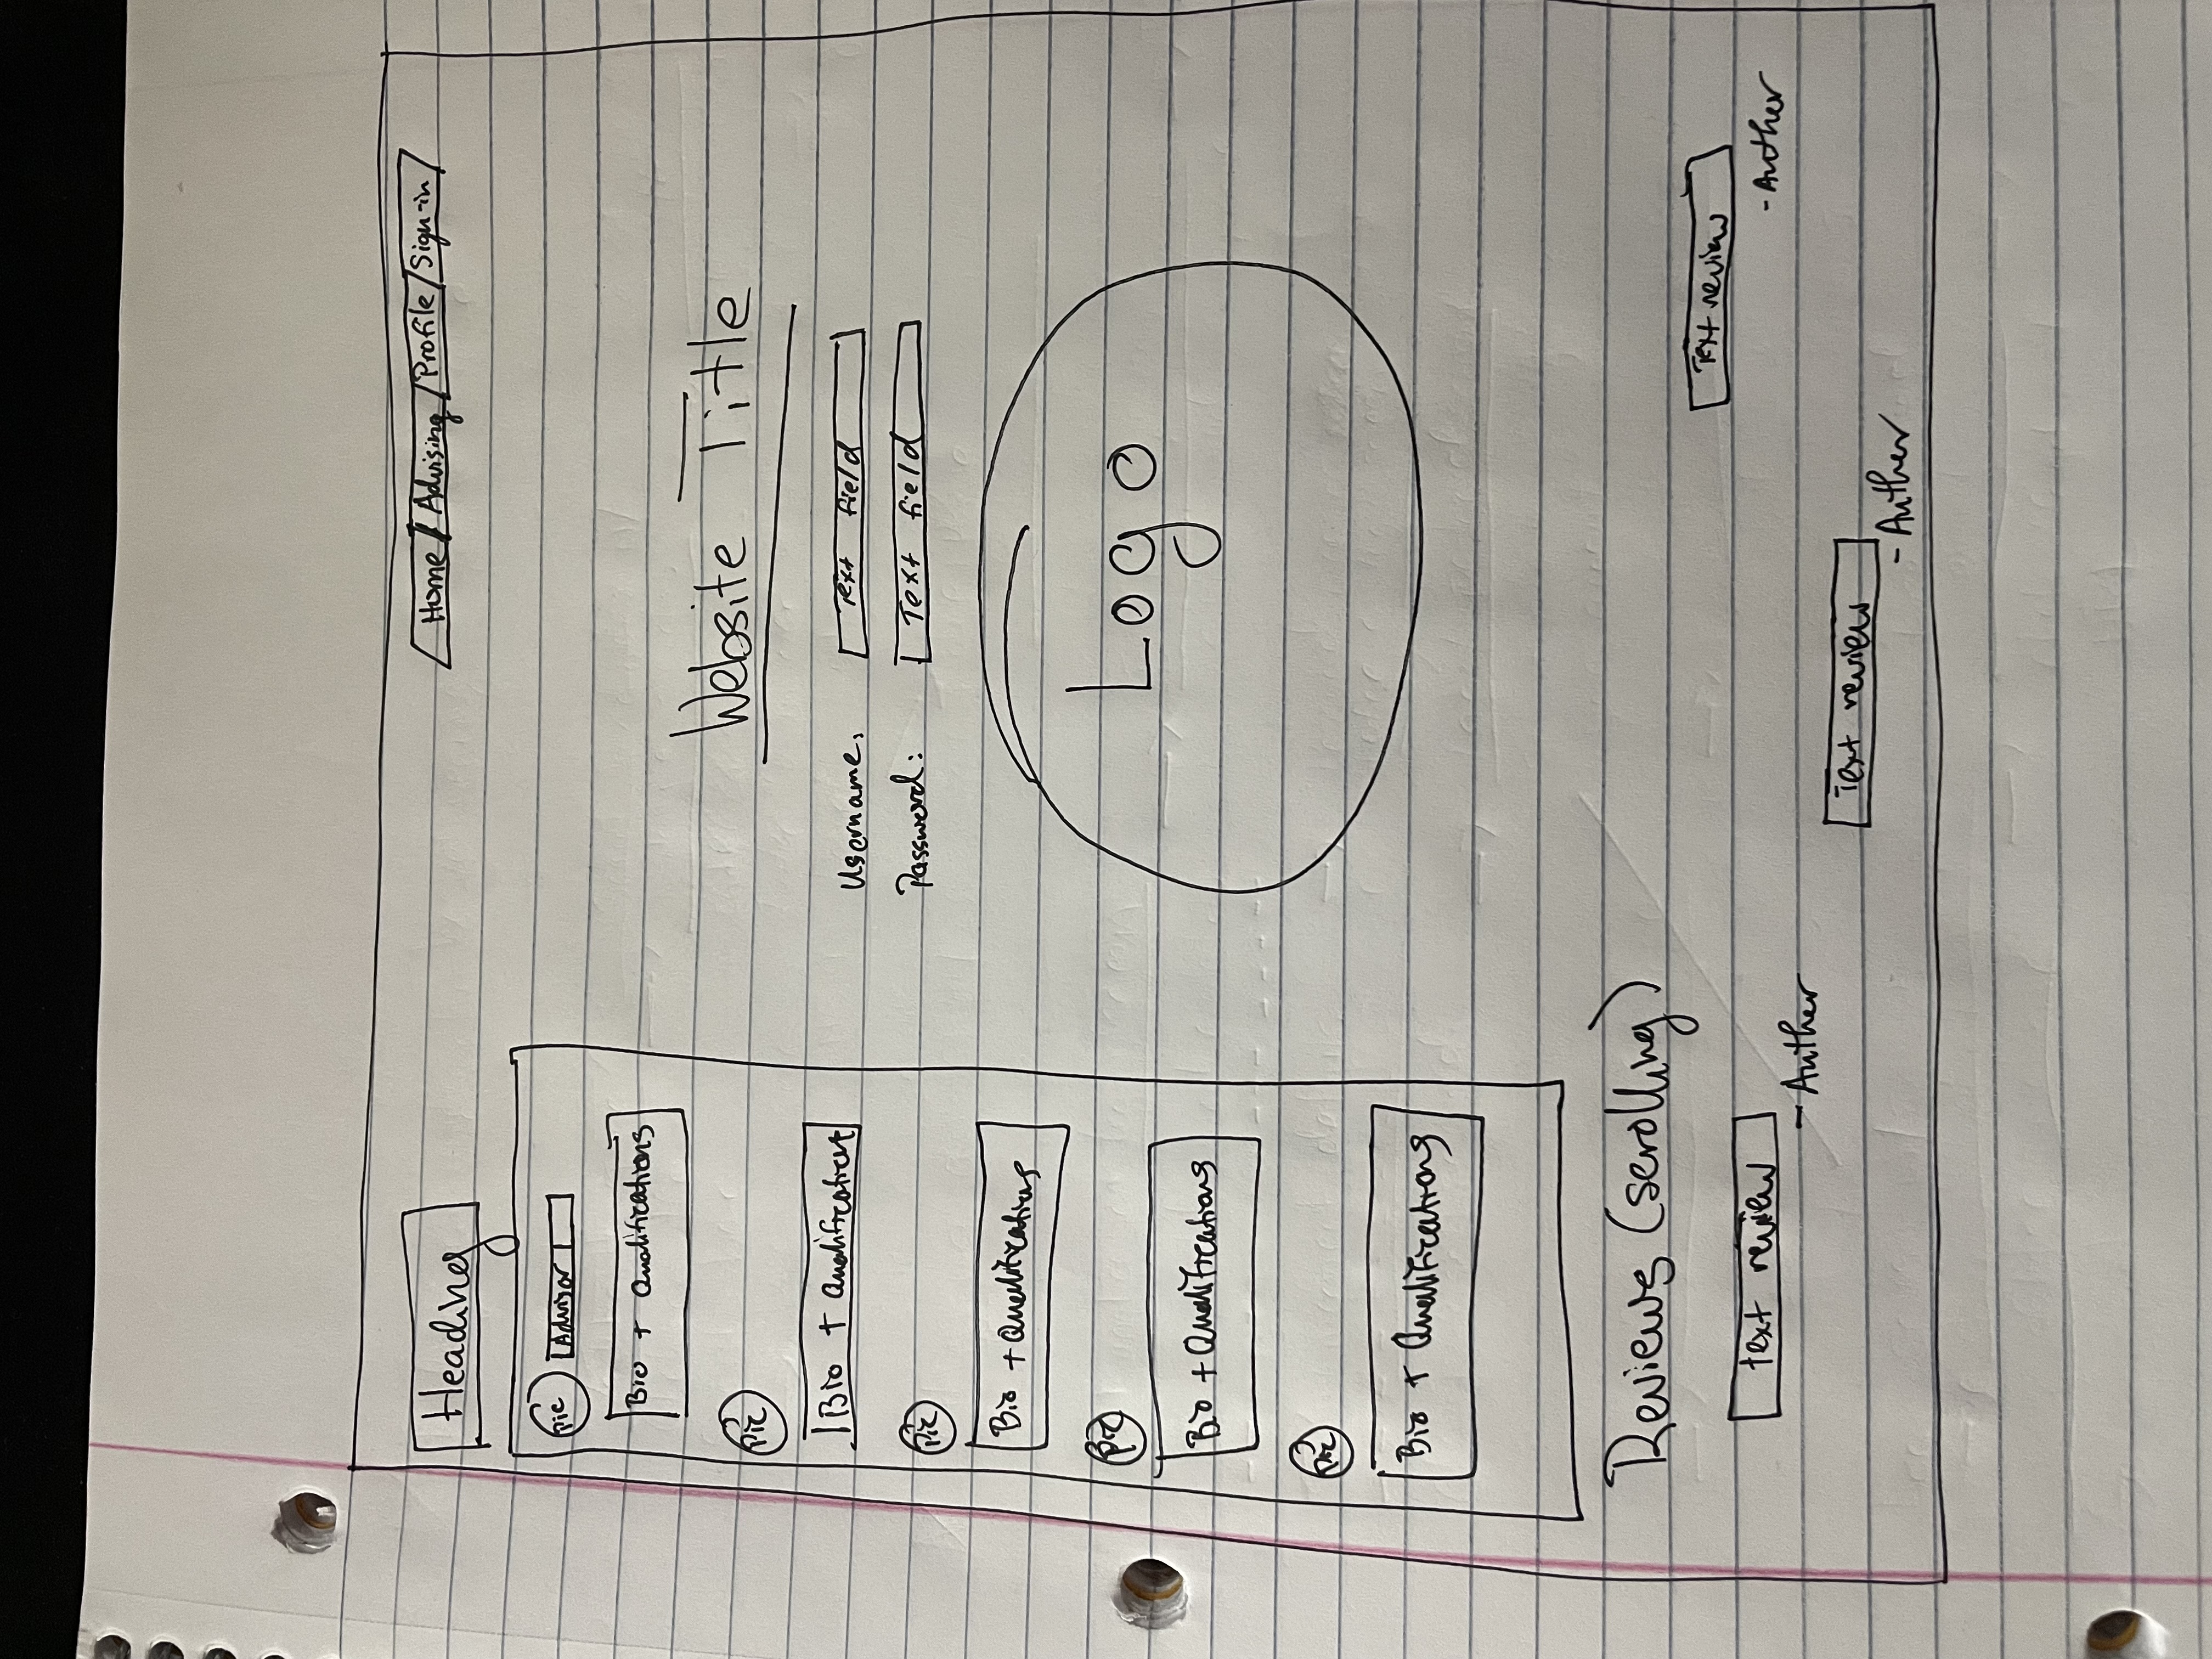 Heading
Home / Advising / Profile / Sign-in
Pic Advisor
Bio + Qualifications
Pic
Bio + Qualifications
Pic
Bio + Qualifications
Pic
Bio + Qualifications
Pic
Bio + Qualifications
Website Title
Username: Text field
Password: Text field
Logo
Reviews (scrolling)
Text review
- Auther
text review
- Auther
Text review
- Auther